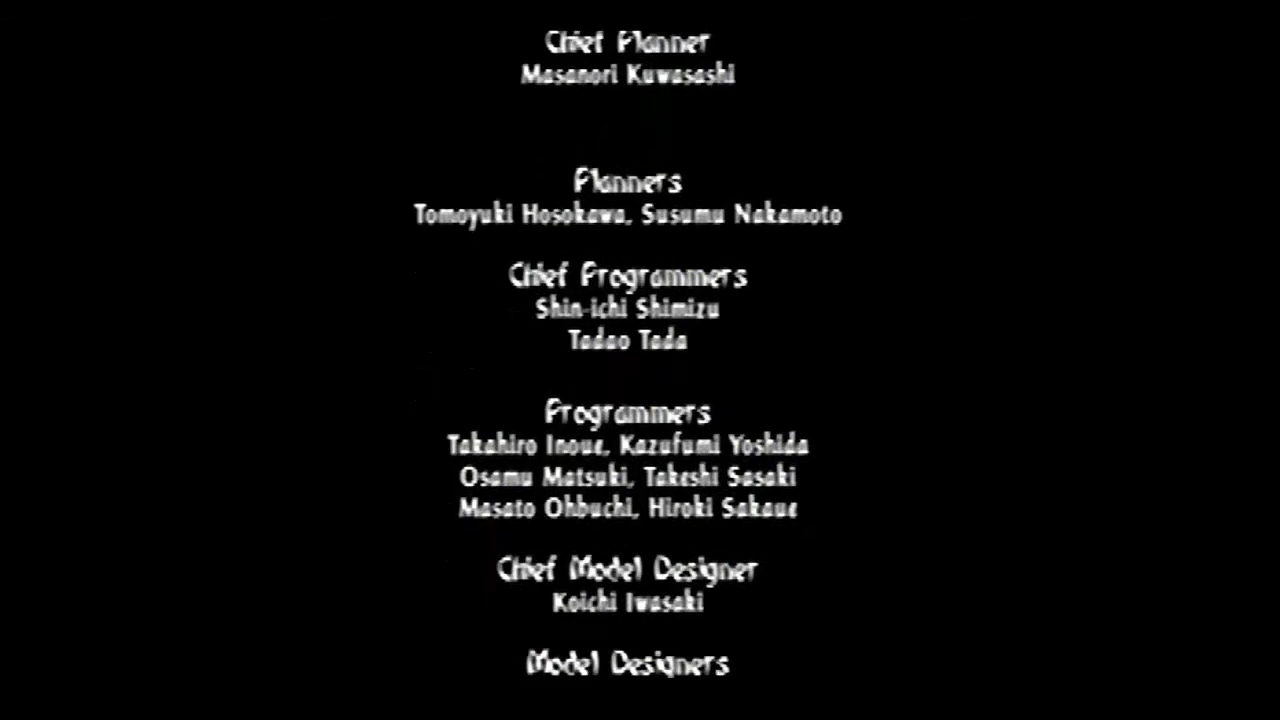 Chief Planner
Masanori Kuwasashi
Planners
Tomoyuki Hosokawa, Susumu Nakamoto
Chief Programmers
Shin-ichi Shimizu
Tadao Tada
Programmers
Takahiro Inoue, Kazufumi Yoshida
Osamu Matsuki, Takeshi Sasaki
Masato Ohbuchi, Hiroki Sakaue
Chief Model Designer
Koichi Iwasaki
Model Designers